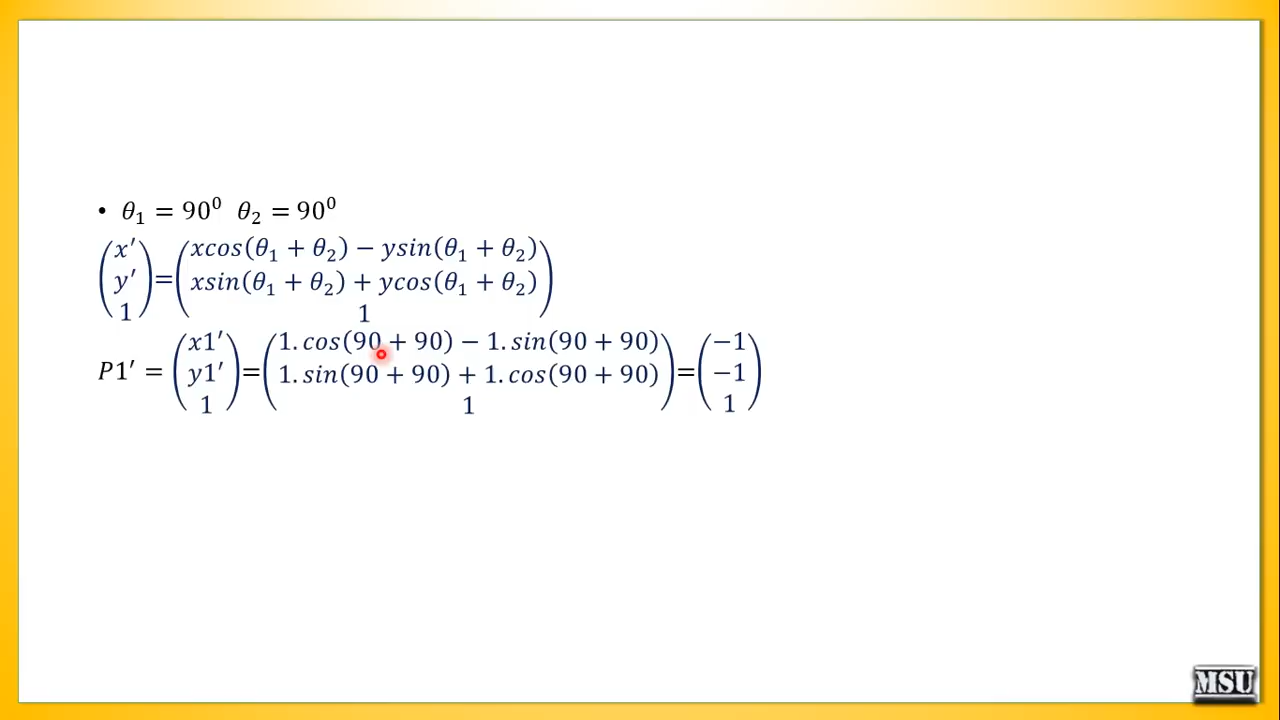 • θ₁ = 90⁰ θ₂ = 90⁰
(x′ y′ 1) = (xcos(θ₁ + θ₂) − ysin(θ₁ + θ₂) xsin(θ₁ + θ₂) + ycos(θ₁ + θ₂) 1)
P1′ = (x1′ y1′ 1) = (1. cos(90 + 90) − 1. sin(90 + 90) 1. sin(90 + 90) + 1. cos(90 + 90) 1) = (−1 −1 1)
MSU